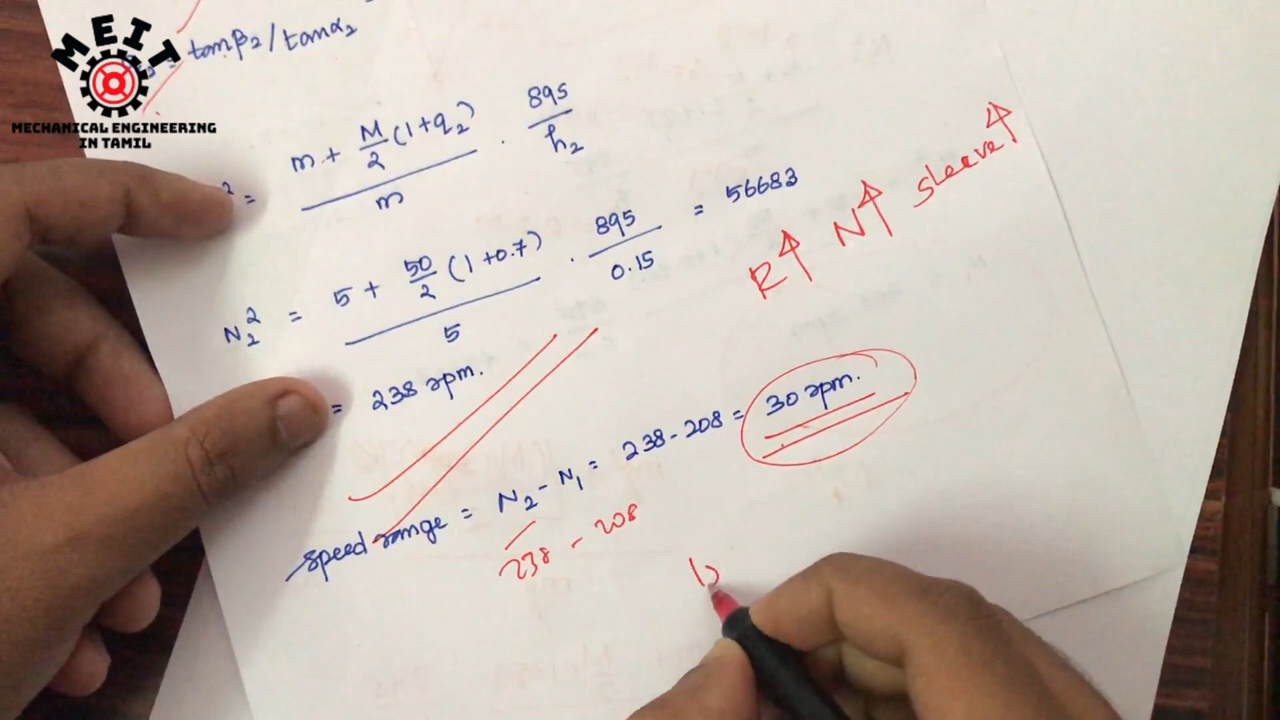 MEIT
MECHANICAL ENGINEERING
IN TAMIL
= tanβ₂/tanα₂
² = (m + M/2 (1+q₂))/m · 895/h₂
N₂² = (5 + 50/2 (1+0.7))/5 · 895/0.15 = 56683
= 238 rpm.
R↑ N↑ sleeve↑
speed range = N₂ - N₁ = 238 - 208 = 30 rpm.
238 - 208